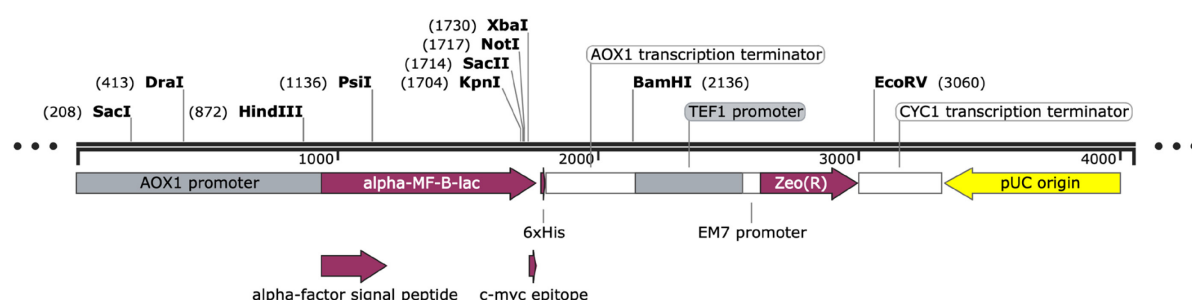 (1730) XbaI
(1717) NotI
(1714) SacII
AOX1 transcription terminator
(413) DraI
(1136) PsiI
(1704) KpnI
BamHI (2136)
EcoRV (3060)
(208) SacI
(872) HindIII
TEF1 promoter
CYC1 transcription terminator
1000
2000
3000
4000
AOX1 promoter
alpha-MF-B-lac
Zeo(R)
pUC origin
6xHis
EM7 promoter
alpha-factor signal peptide
c-myc epitope